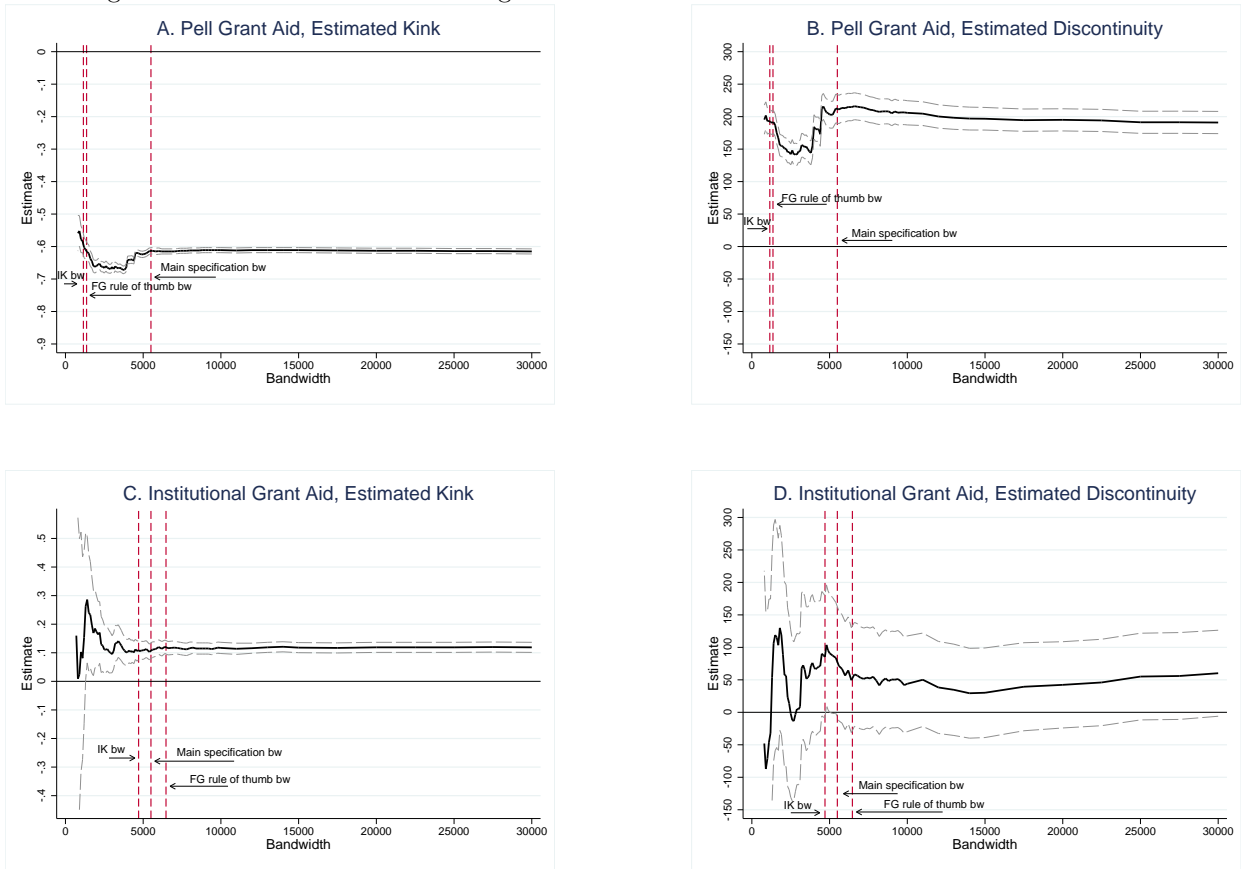 A. Pell Grant Aid, Estimated Kink
Estimate
0
-.1
-.2
-.3
-.4
-.5
-.6
-.7
-.8
-.9
IK bw
FG rule of thumb bw
Main specification bw
0 5000 10000 15000 20000 25000 30000
Bandwidth
B. Pell Grant Aid, Estimated Discontinuity
Estimate
300
250
200
150
100
50
0
-50
-100
-150
FG rule of thumb bw
IK bw
Main specification bw
0 5000 10000 15000 20000 25000 30000
Bandwidth
C. Institutional Grant Aid, Estimated Kink
Estimate
.5
.4
.3
.2
.1
0
-.1
-.2
-.3
-.4
IK bw
Main specification bw
FG rule of thumb bw
0 5000 10000 15000 20000 25000 30000
Bandwidth
D. Institutional Grant Aid, Estimated Discontinuity
Estimate
300
250
200
150
100
50
0
-50
-100
-150
Main specification bw
IK bw
FG rule of thumb bw
0 5000 10000 15000 20000 25000 30000
Bandwidth